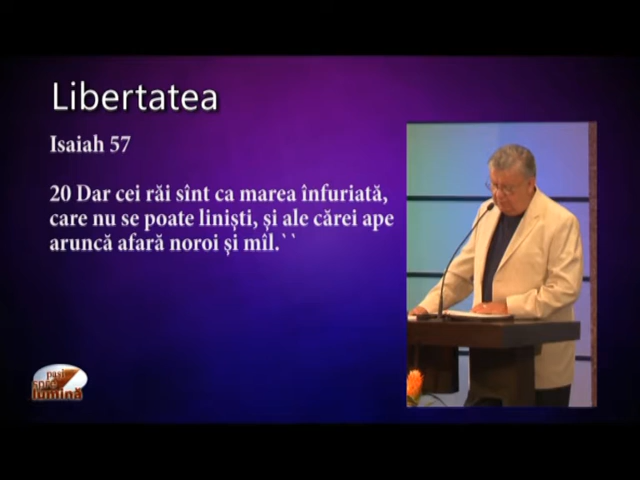 Libertatea
Isaiah 57
20 Dar cei răi sînt ca marea înfuriată,
care nu se poate liniști, și ale cărei ape
aruncă afară noroi și mîl.``
pași
spre
lumină